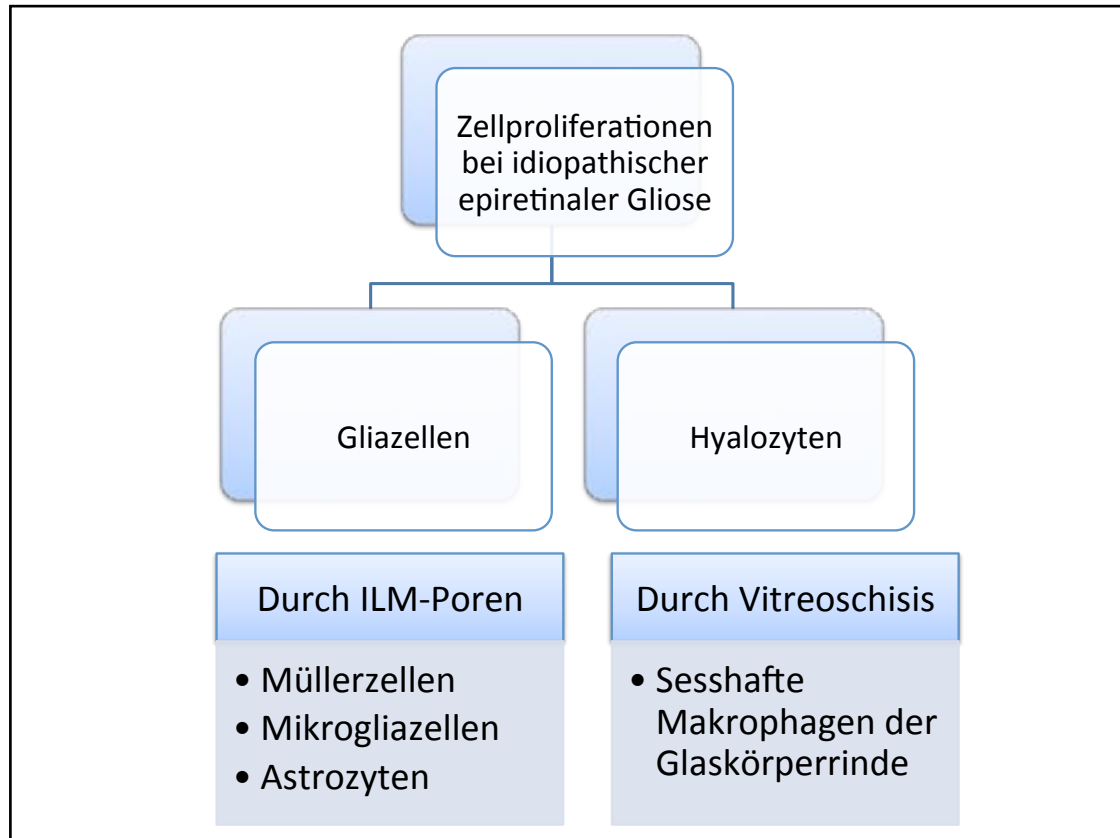 Zellproliferationen
bei idiopathischer
epiretinaler Gliose
Gliazellen
Hyalozyten
Durch ILM-Poren
• Müllerzellen
• Mikrogliazellen
• Astrozyten
Durch Vitreoschisis
• Sesshafte
Makrophagen der
Glaskörperrinde